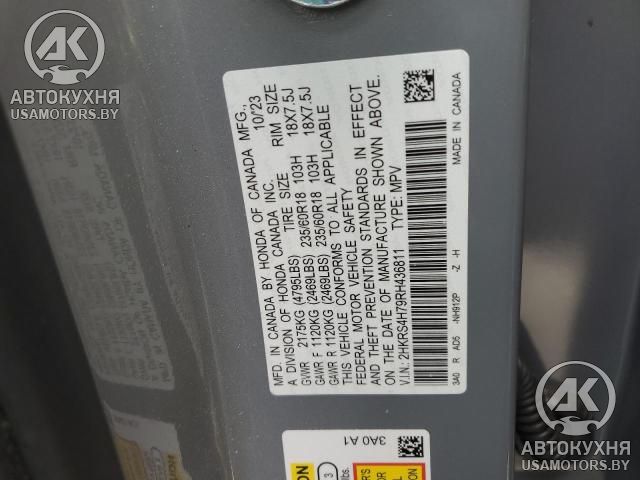 АВТОКУХНЯ
USAMOTORS.BY
MFD. IN CANADA BY HONDA OF CANADA MFG.,
A DIVISION OF HONDA CANADA INC. 10/23
TIRE SIZE RIM SIZE
GVWR 2175KG (4795LBS)
GAWR F 1120KG (2469LBS) 235/60R18 103H 18X7.5J
GAWR R 1120KG (2469LBS) 235/60R18 103H 18X7.5J
THIS VEHICLE CONFORMS TO ALL APPLICABLE
FEDERAL MOTOR VEHICLE SAFETY
AND THEFT PREVENTION STANDARDS IN EFFECT
ON THE DATE OF MANUFACTURE SHOWN ABOVE.
V.I.N.: 2HKRS4H79RH436811 TYPE: MPV
3A0 R AD5 -NH912P -Z -H
MADE IN CANADA
3A0 A1
АВТОКУХНЯ
USAMOTORS.BY